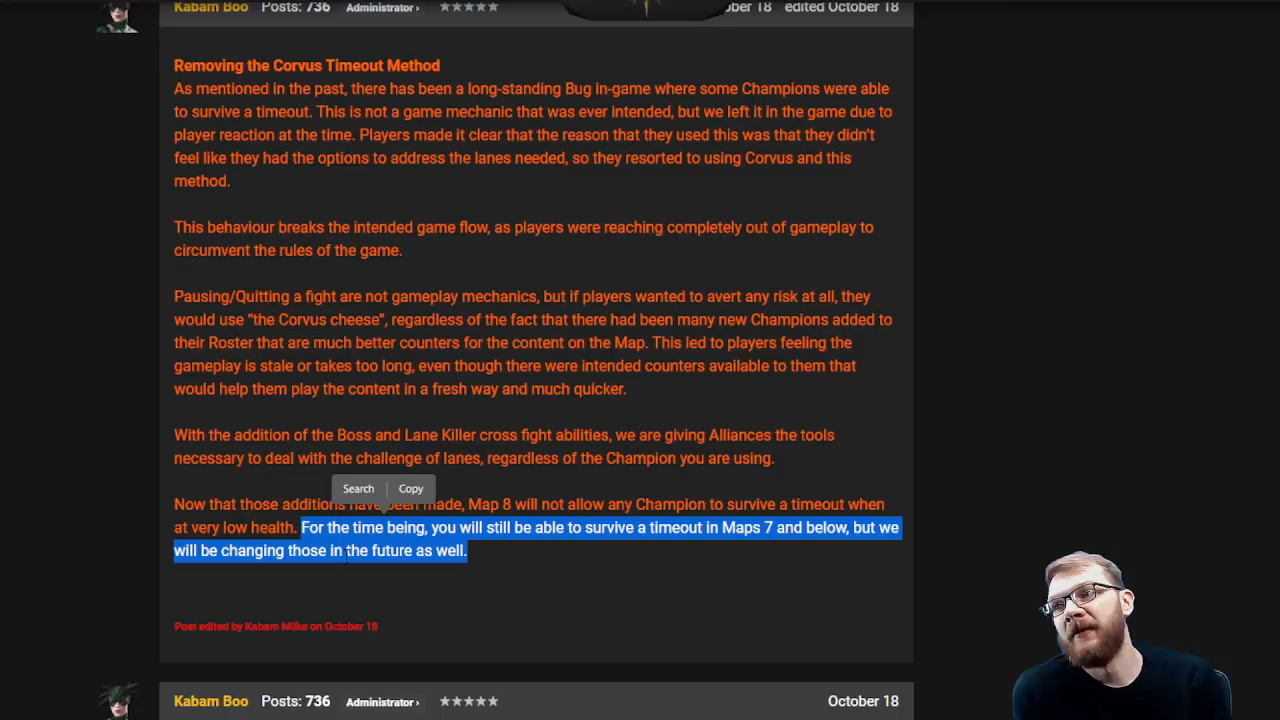 Kabam Boo Posts: 736 Administrator › ber 18 edited October 18
Removing the Corvus Timeout Method
As mentioned in the past, there has been a long-standing Bug in-game where some Champions were able
to survive a timeout. This is not a game mechanic that was ever intended, but we left it in the game due to
player reaction at the time. Players made it clear that the reason that they used this was that they didn't
feel like they had the options to address the lanes needed, so they resorted to using Corvus and this
method.
This behaviour breaks the intended game flow, as players were reaching completely out of gameplay to
circumvent the rules of the game.
Pausing/Quitting a fight are not gameplay mechanics, but if players wanted to avert any risk at all, they
would use “the Corvus cheese”, regardless of the fact that there had been many new Champions added to
their Roster that are much better counters for the content on the Map. This led to players feeling the
gameplay is stale or takes too long, even though there were intended counters available to them that
would help them play the content in a fresh way and much quicker.
With the addition of the Boss and Lane Killer cross fight abilities, we are giving Alliances the tools
necessary to deal with the challenge of lanes, regardless of the Champion you are using.
Search Copy
Now that those additions have been made, Map 8 will not allow any Champion to survive a timeout when
at very low health. For the time being, you will still be able to survive a timeout in Maps 7 and below, but we
will be changing those in the future as well.
Post edited by Kabam Miike on October 18
Kabam Boo Posts: 736 Administrator › October 18